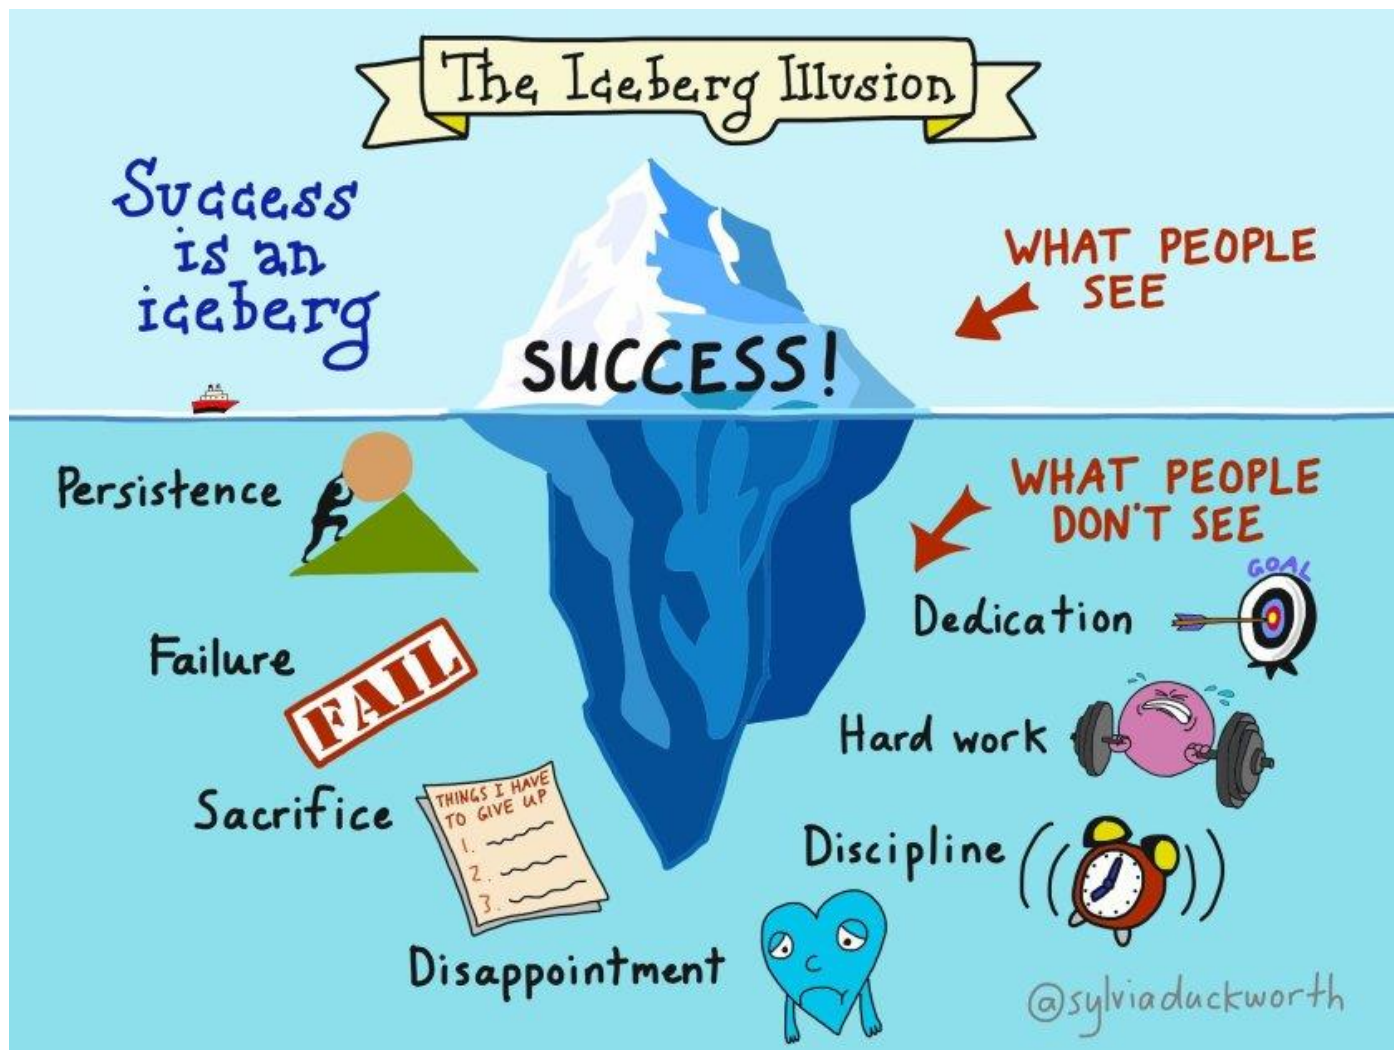 The Iceberg Illusion
Success
is an
iceberg
WHAT PEOPLE
SEE
SUCCESS!
WHAT PEOPLE
DON'T SEE
Persistence
Failure
FAIL
Sacrifice
THINGS I HAVE
TO GIVE UP
1.
2.
3.
Disappointment
Dedication
GOAL
Hard work
Discipline
@sylviaduckworth